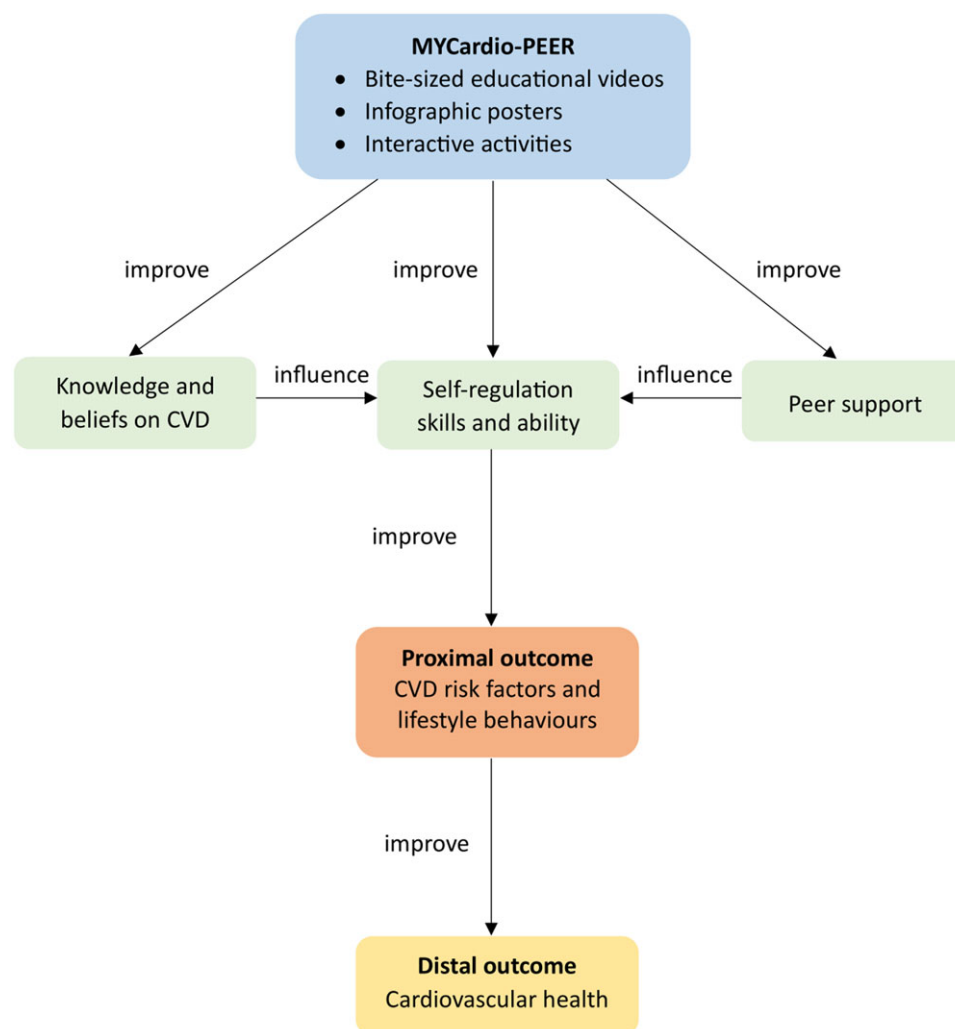 MYCardio-PEER
• Bite-sized educational videos
• Infographic posters
• Interactive activities
improve
improve
improve
Knowledge and
beliefs on CVD
influence
Self-regulation
skills and ability
influence
Peer support
improve
Proximal outcome
CVD risk factors and
lifestyle behaviours
improve
Distal outcome
Cardiovascular health